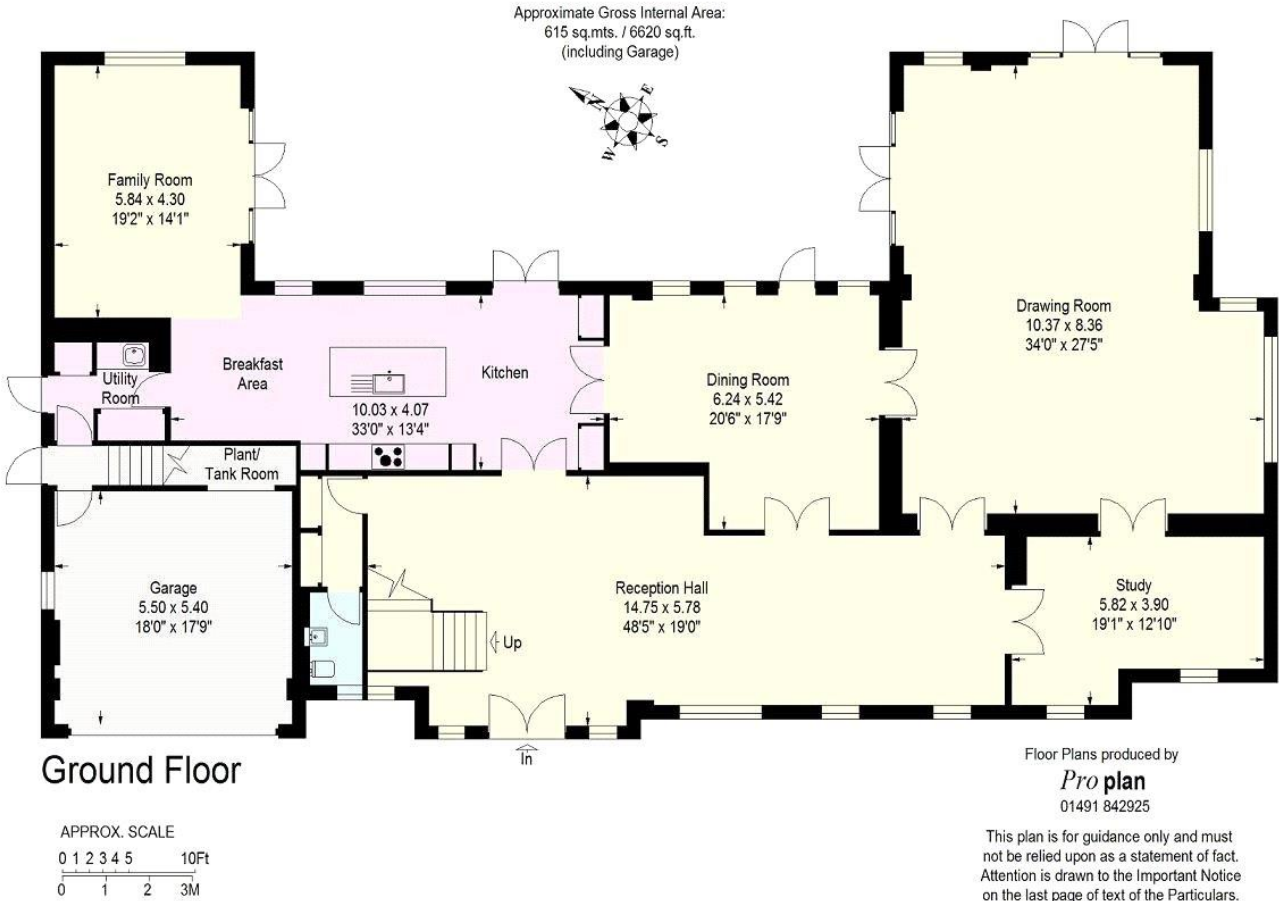 Approximate Gross Internal Area:
615 sq.mts. / 6620 sq.ft.
(including Garage)
N
E
S
W
Family Room
5.84 x 4.30
19'2" x 14'1"
Drawing Room
10.37 x 8.36
34'0" x 27'5"
Breakfast
Area
Kitchen
10.03 x 4.07
33'0" x 13'4"
Utility
Room
Dining Room
6.24 x 5.42
20'6" x 17'9"
Plant/
Tank Room
Garage
5.50 x 5.40
18'0" x 17'9"
Reception Hall
14.75 x 5.78
48'5" x 19'0"
Study
5.82 x 3.90
19'1" x 12'10"
Up
In
Ground Floor
APPROX. SCALE
0 1 2 3 4 5 10Ft
0 1 2 3M
Floor Plans produced by
Pro plan
01491 842925
This plan is for guidance only and must
not be relied upon as a statement of fact.
Attention is drawn to the Important Notice
on the last page of text of the Particulars.